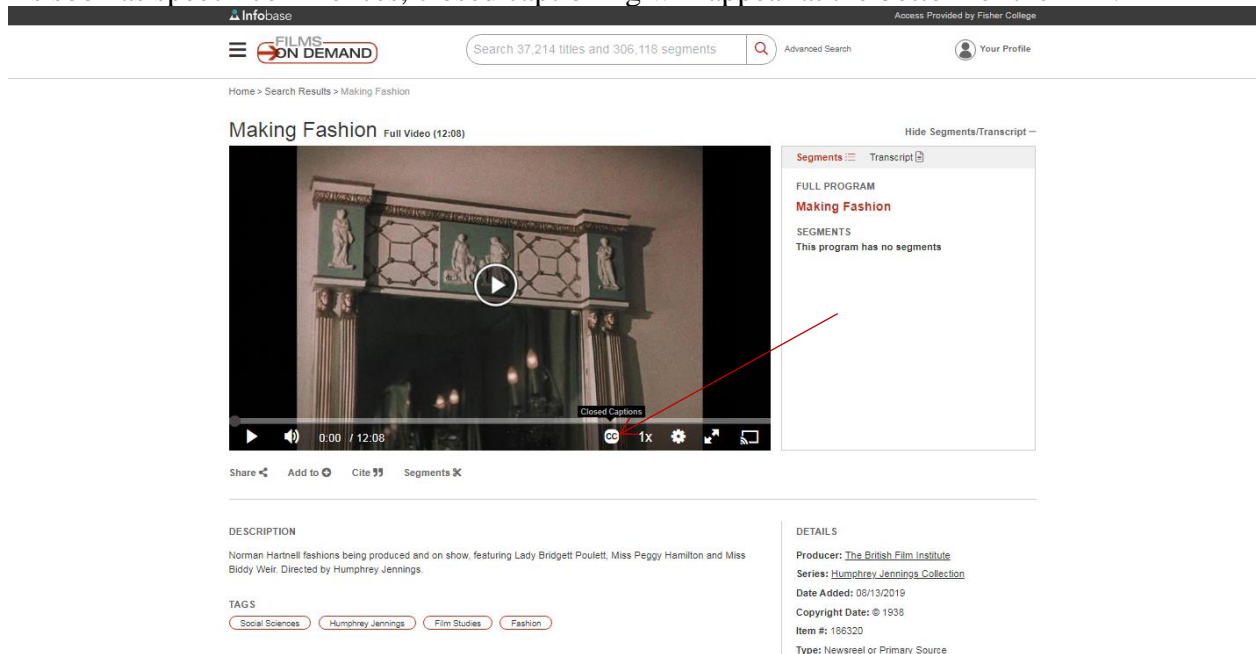 Infobase
Access Provided by Fisher College
FILMS
ON DEMAND
Search 37,214 titles and 306,118 segments
Advanced Search
Your Profile
Home > Search Results > Making Fashion
Making Fashion Full Video (12:08)
Hide Segments/Transcript –
Segments
Transcript
FULL PROGRAM
Making Fashion
SEGMENTS
This program has no segments
Closed Captions
0:00 / 12:08
CC
1x
Share
Add to
Cite
Segments
DESCRIPTION
Norman Hartnell fashions being produced and on show, featuring Lady Bridgett Poulett, Miss Peggy Hamilton and Miss
Biddy Weir. Directed by Humphrey Jennings.
TAGS
Social Sciences
Humphrey Jennings
Film Studies
Fashion
DETAILS
Producer: The British Film Institute
Series: Humphrey Jennings Collection
Date Added: 08/13/2019
Copyright Date: © 1938
Item #: 186320
Type: Newsreel or Primary Source